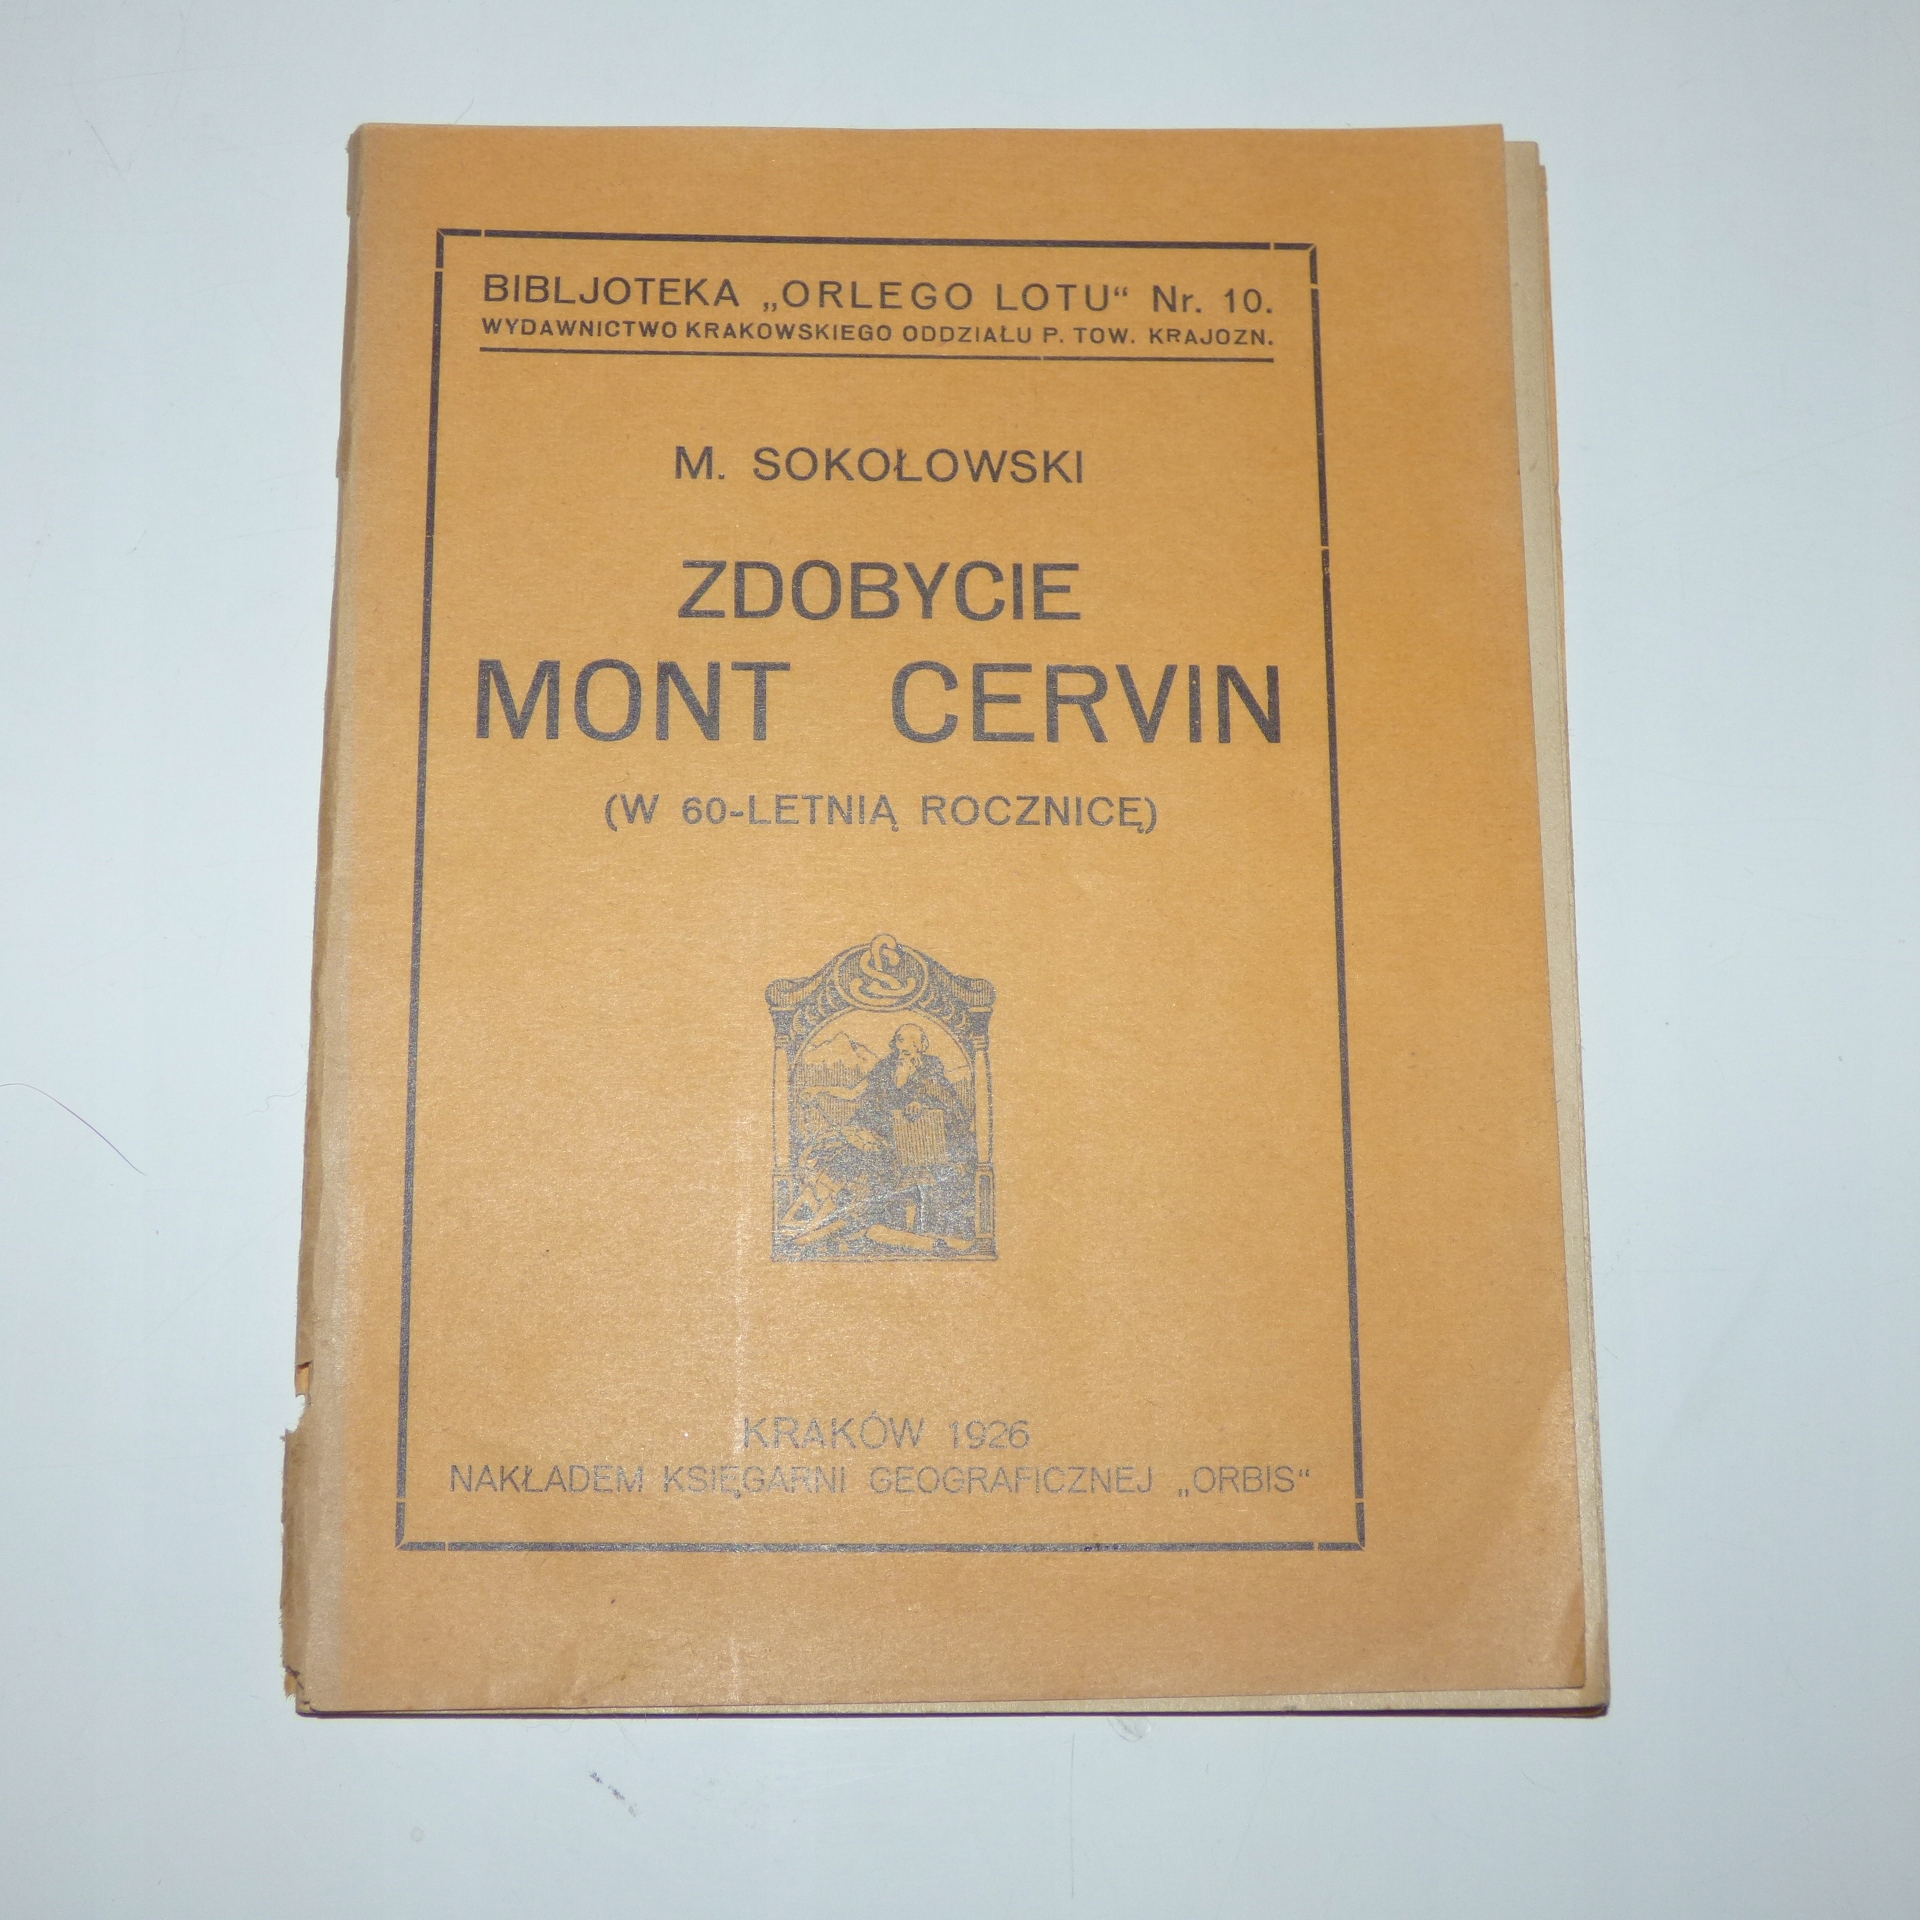 BIBLJOTEKA „ORLEGO LOTU“ Nr. 10.
WYDAWNICTWO KRAKOWSKIEGO ODDZIAŁU P. TOW. KRAJOZN.
M. SOKOŁOWSKI
ZDOBYCIE
MONT CERVIN
(W 60-LETNIĄ ROCZNICĘ)
KRAKÓW 1926
NAKŁADEM KSIĘGARNI GEOGRAFICZNEJ „ORBIS“